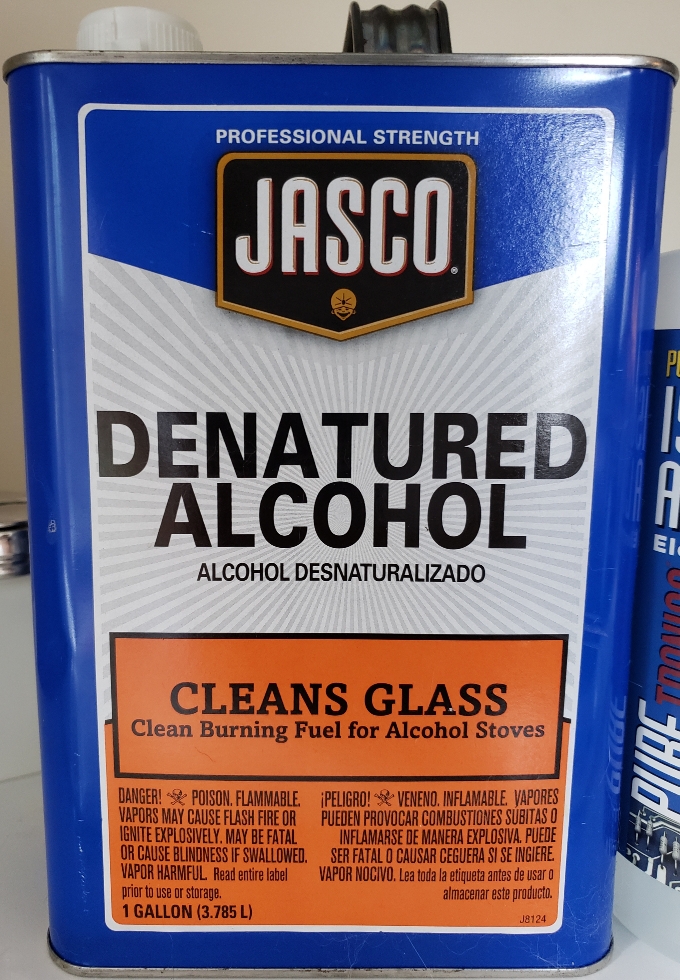 PROFESSIONAL STRENGTH
JASCO®
DENATURED
ALCOHOL
ALCOHOL DESNATURALIZADO
CLEANS GLASS
Clean Burning Fuel for Alcohol Stoves
DANGER! POISON. FLAMMABLE.
VAPORS MAY CAUSE FLASH FIRE OR
IGNITE EXPLOSIVELY. MAY BE FATAL
OR CAUSE BLINDNESS IF SWALLOWED.
VAPOR HARMFUL. Read entire label
prior to use or storage.
1 GALLON (3.785 L)
¡PELIGRO! VENENO. INFLAMABLE. VAPORES
PUEDEN PROVOCAR COMBUSTIONES SUBITAS O
INFLAMARSE DE MANERA EXPLOSIVA. PUEDE
SER FATAL O CAUSAR CEGUERA SI SE INGIERE.
VAPOR NOCIVO. Lea toda la etiqueta antes de usar o
almacenar este producto.
J8124
PURE